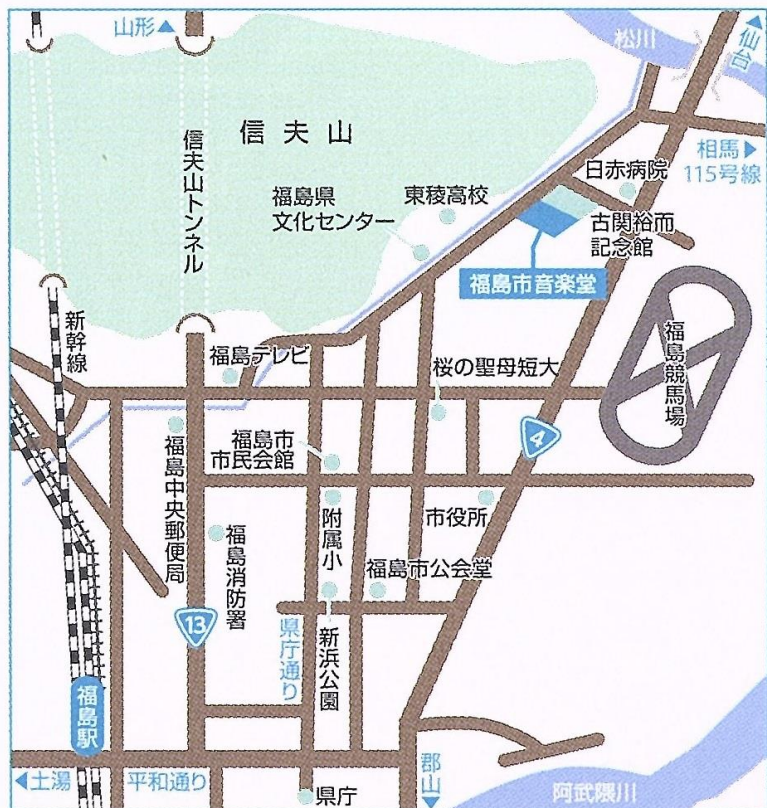 山形▲
松川
▲仙台
信夫山
信夫山トンネル
相馬▶
115号線
日赤病院
福島県
文化センター
東稜高校
古関裕而
記念館
福島市音楽堂
新幹線
福島テレビ
福島競馬場
桜の聖母短大
4
福島市
市民会館
福島中央郵便局
市役所
附属小
福島消防署
福島市公会堂
13
県庁通り
新浜公園
福島駅
◀土湯
平和通り
郡山▼
県庁
阿武隈川